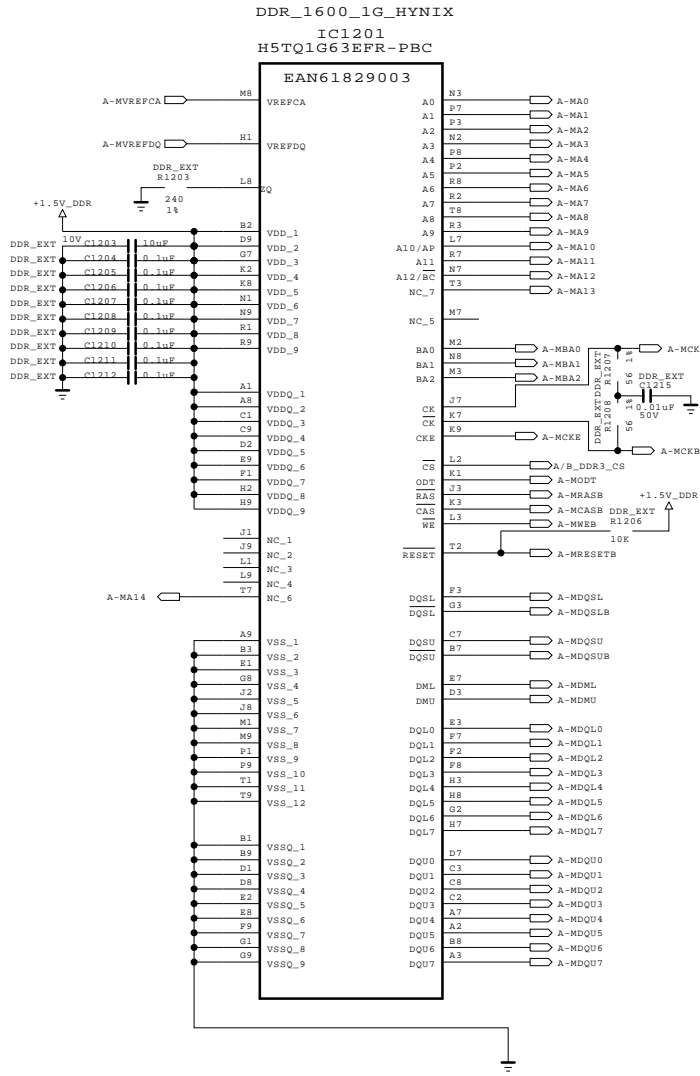 DDR_1600_1G_HYNIX
IC1201
H5TQ1G63EFR-PBC
EAN61829003
A-MVREFCA M8 VREFCA
A-MVREFDQ H1 VREFDQ
DDR_EXT
R1203
240
1%
L8 ZQ
+1.5V_DDR
10V
DDR_EXT C1203 10uF
DDR_EXT C1204 0.1uF
DDR_EXT C1205 0.1uF
DDR_EXT C1206 0.1uF
DDR_EXT C1207 0.1uF
DDR_EXT C1208 0.1uF
DDR_EXT C1209 0.1uF
DDR_EXT C1210 0.1uF
DDR_EXT C1211 0.1uF
DDR_EXT C1212 0.1uF
B2 VDD_1
D9 VDD_2
G7 VDD_3
K2 VDD_4
K8 VDD_5
N1 VDD_6
N9 VDD_7
R1 VDD_8
R9 VDD_9
A1 VDDQ_1
A8 VDDQ_2
C1 VDDQ_3
C9 VDDQ_4
D2 VDDQ_5
E9 VDDQ_6
F1 VDDQ_7
H2 VDDQ_8
H9 VDDQ_9
J1 NC_1
J9 NC_2
L1 NC_3
L9 NC_4
A-MA14 T7 NC_6
A9 VSS_1
B3 VSS_2
E1 VSS_3
G8 VSS_4
J2 VSS_5
J8 VSS_6
M1 VSS_7
M9 VSS_8
P1 VSS_9
P9 VSS_10
T1 VSS_11
T9 VSS_12
B1 VSSQ_1
B9 VSSQ_2
D1 VSSQ_3
D8 VSSQ_4
E2 VSSQ_5
E8 VSSQ_6
F9 VSSQ_7
G1 VSSQ_8
G9 VSSQ_9
A0 N3 A-MA0
A1 P7 A-MA1
A2 P3 A-MA2
A3 N2 A-MA3
A4 P8 A-MA4
A5 P2 A-MA5
A6 R8 A-MA6
A7 R2 A-MA7
A8 T8 A-MA8
A9 R3 A-MA9
A10/AP L7 A-MA10
A11 R7 A-MA11
A12/BC N7 A-MA12
NC_7 T3 A-MA13
NC_5 M7
BA0 M2 A-MBA0
BA1 N8 A-MBA1
BA2 M3 A-MBA2
CK J7 A-MCK
CK K7 A-MCKB
CKE K9 A-MCKE
DDR_EXT
R1207
56 1%
DDR_EXT
R1208
56 1%
DDR_EXT
C1215
0.01uF
50V
CS L2 A/B_DDR3_CS
ODT K1 A-MODT
RAS J3 A-MRASB
CAS K3 A-MCASB
WE L3 A-MWEB
+1.5V_DDR
DDR_EXT
R1206
10K
RESET T2 A-MRESETB
DQSL F3 A-MDQSL
DQSL G3 A-MDQSLB
DQSU C7 A-MDQSU
DQSU B7 A-MDQSUB
DML E7 A-MDML
DMU D3 A-MDMU
DQL0 E3 A-MDQL0
DQL1 F7 A-MDQL1
DQL2 F2 A-MDQL2
DQL3 F8 A-MDQL3
DQL4 H3 A-MDQL4
DQL5 H8 A-MDQL5
DQL6 G2 A-MDQL6
DQL7 H7 A-MDQL7
DQU0 D7 A-MDQU0
DQU1 C3 A-MDQU1
DQU2 C8 A-MDQU2
DQU3 C2 A-MDQU3
DQU4 A7 A-MDQU4
DQU5 A2 A-MDQU5
DQU6 B8 A-MDQU6
DQU7 A3 A-MDQU7